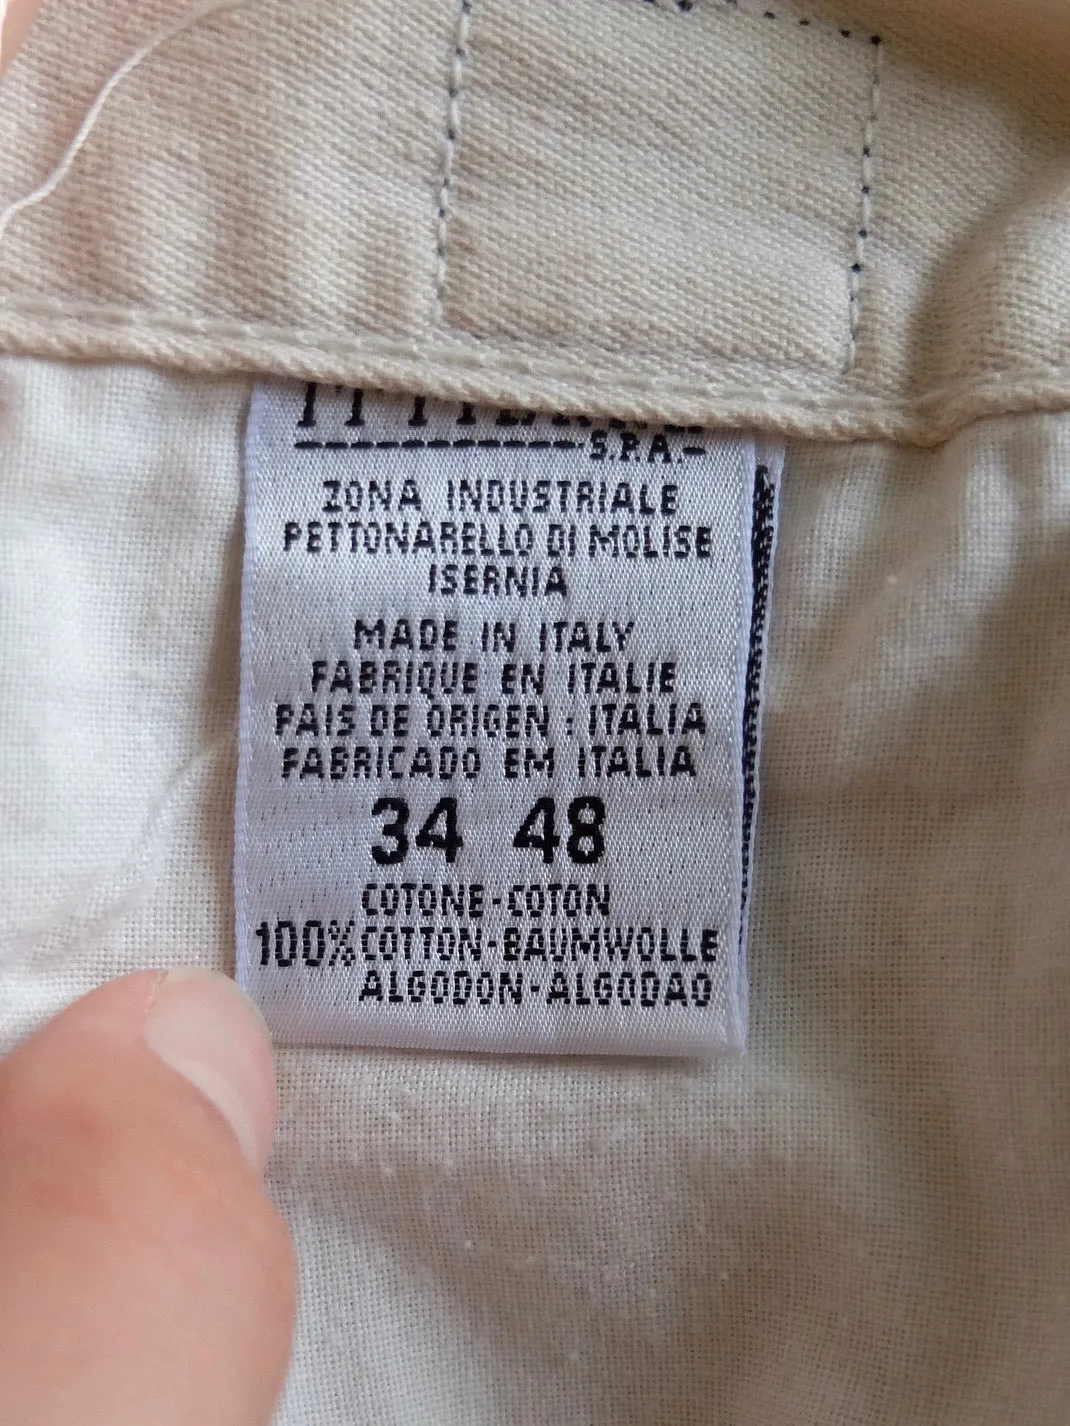 S.P.A.-
ZONA INDUSTRIALE
PETTONARELLO DI MOLISE
ISERNIA
MADE IN ITALY
FABRIQUE EN ITALIE
PAIS DE ORIGEN : ITALIA
FABRICADO EM ITALIA
34 48
COTONE-COTON
100% COTTON-BAUMWOLLE
ALGODON-ALGODAO